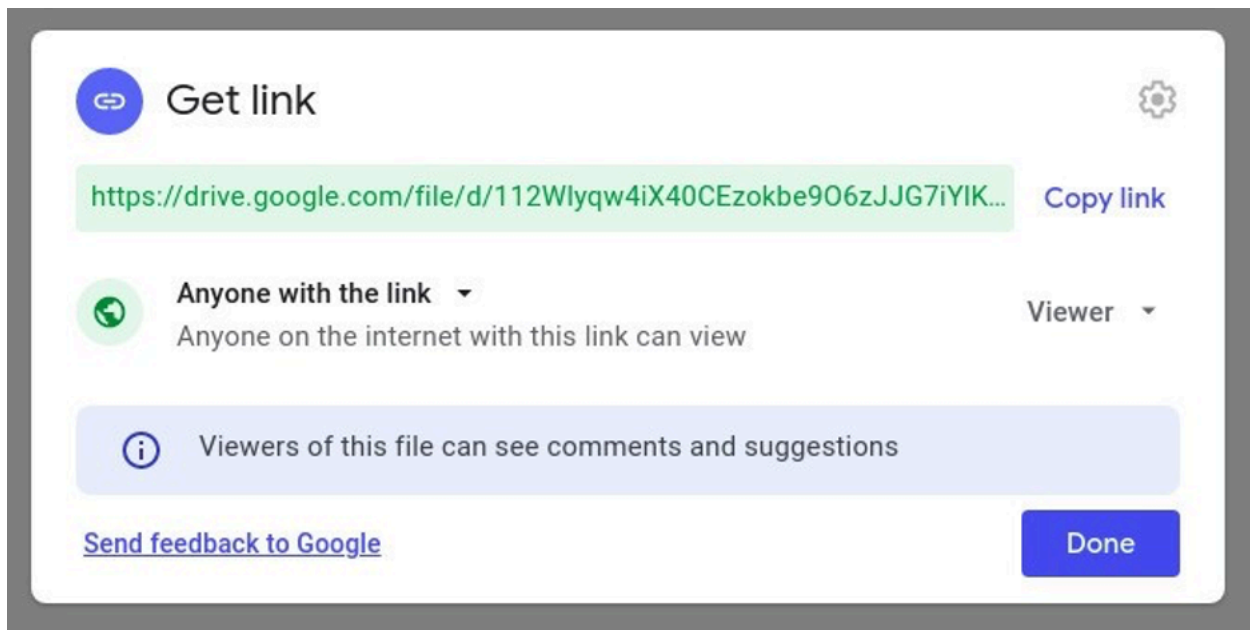 Get link
https://drive.google.com/file/d/112Wlyqw4iX40CEzokbe9O6zJJG7iYlK...
Copy link
Anyone with the link
Anyone on the internet with this link can view
Viewer
Viewers of this file can see comments and suggestions
Send feedback to Google
Done